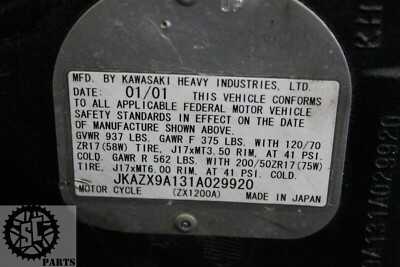 MFD. BY KAWASAKI HEAVY INDUSTRIES, LTD.
DATE: 01/01 THIS VEHICLE CONFORMS
TO ALL APPLICABLE FEDERAL MOTOR VEHICLE
SAFETY STANDARDS IN EFFECT ON THE DATE
OF MANUFACTURE SHOWN ABOVE.
GVWR 937 LBS. GAWR F 375 LBS. WITH 120/70
ZR17(58W) TIRE, J17xMT3.50 RIM, AT 41 PSI.
COLD. GAWR R 562 LBS. WITH 200/50ZR17(75W)
TIRE, J17xMT6.00 RIM, AT 41 PSI COLD.
JKAZX9A131A029920
MOTOR CYCLE (ZX1200A) MADE IN JAPAN
9A131A029920
SCC
PARTS